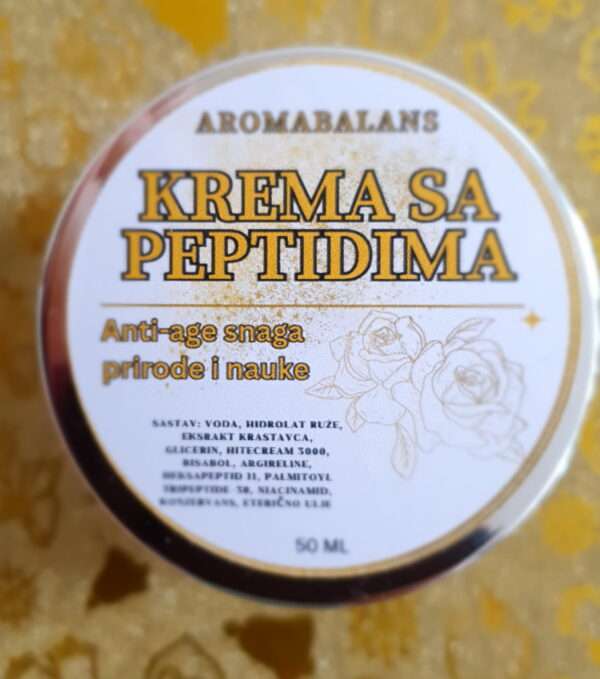 AROMABALANS
KREMA SA
PEPTIDIMA
Anti-age snaga
prirode i nauke
SASTAV: VODA, HIDROLAT RUŽE,
EKSRAKT KRASTAVCA,
GLICERIN, HITECREAM 3000,
BISABOL, ARGIRELINE,
HEKSAPEPTID 11, PALMITOYL
TRIPEPTIDE-38, NIACINAMID,
KONZERVANS, ETERIČNO ULJE
50 ML